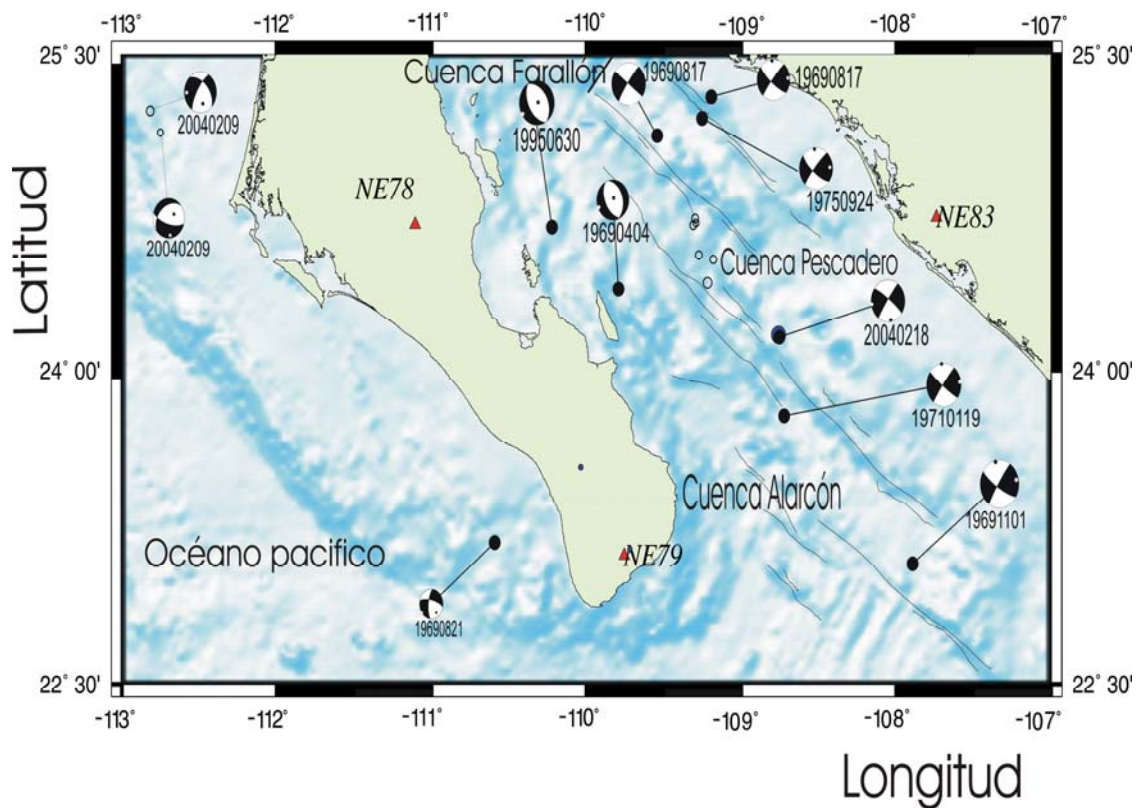 -113° -112° -111° -110° -109° -108° -107°
25° 30' 25° 30'
Cuenca Farallón 19690817 19690817
20040209 19950630
19750924
NE78 NE83
19690404
20040209
Cuenca Pescadero
20040218
24° 00' 24° 00'
19710119
Cuenca Alarcón
19691101
Océano pacifico NE79
19690821
22° 30' 22° 30'
-113° -112° -111° -110° -109° -108° -107°
Latitud
Longitud